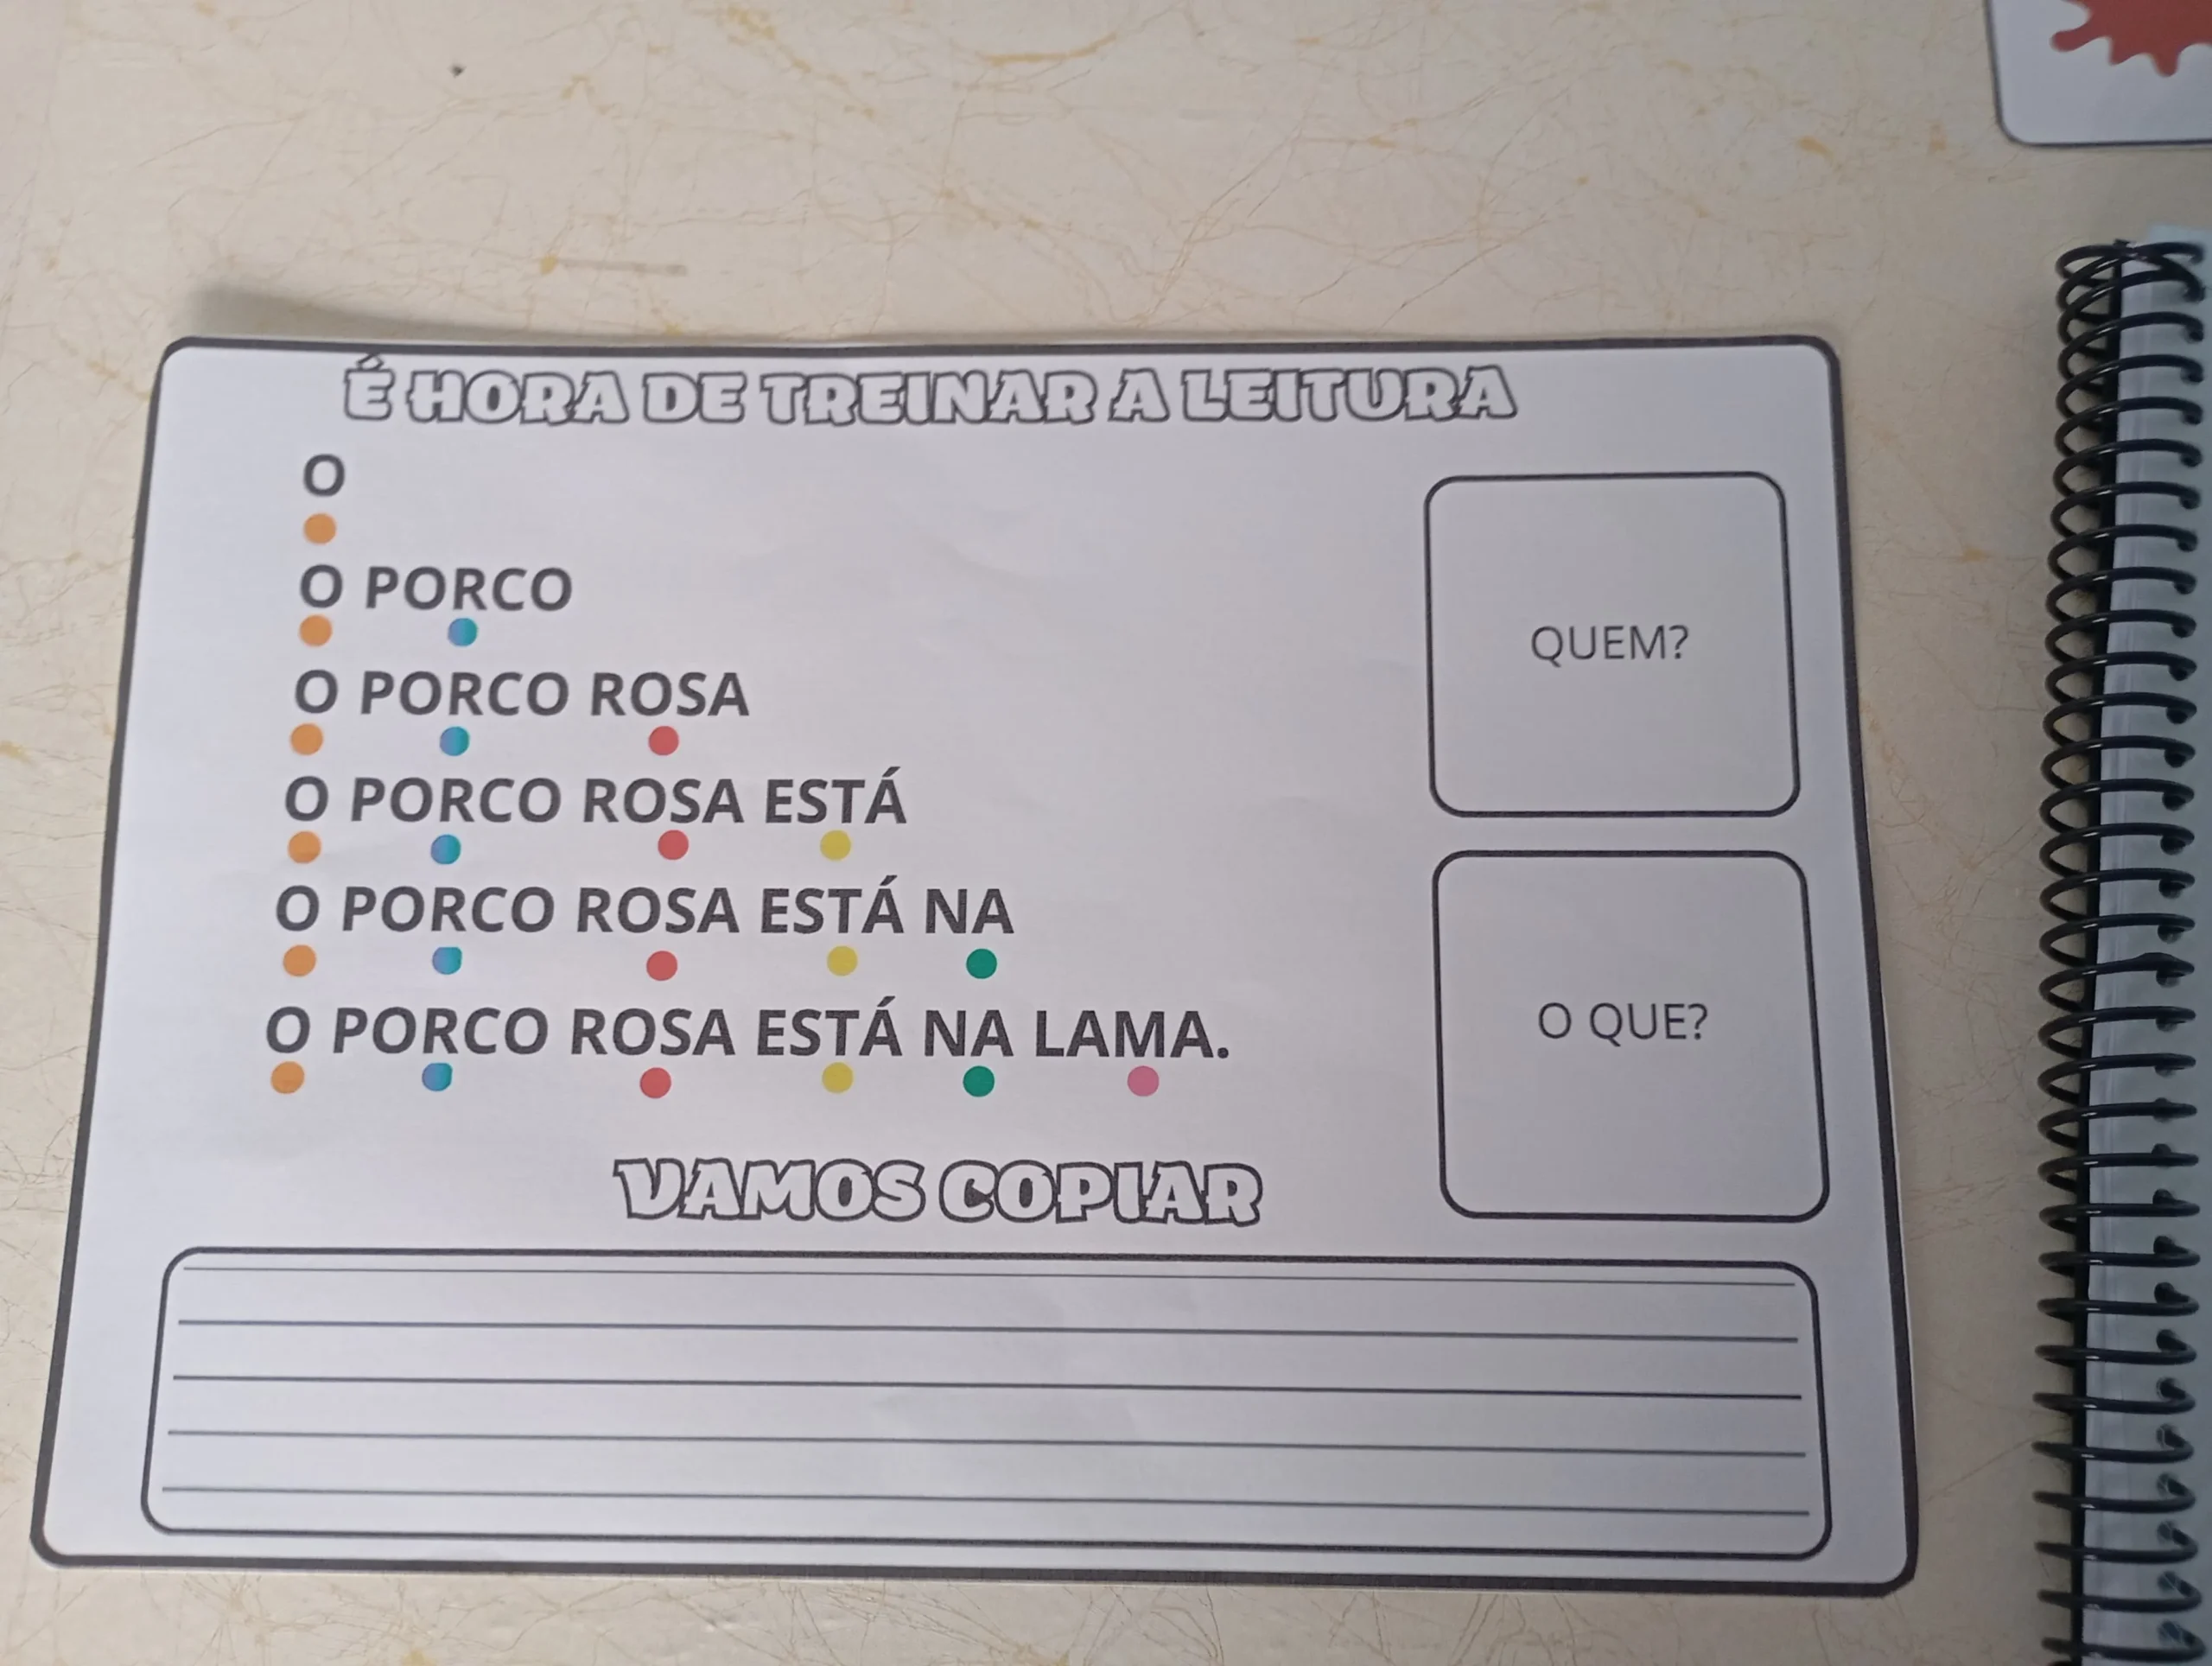 É HORA DE TREINAR A LEITURA
O
O PORCO
O PORCO ROSA
O PORCO ROSA ESTÁ
O PORCO ROSA ESTÁ NA
O PORCO ROSA ESTÁ NA LAMA.
QUEM?
O QUE?
VAMOS COPIAR